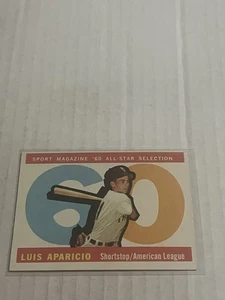 SPORT MAGAZINE '60 ALL-STAR SELECTION
60
LUIS APARICIO Shortstop/American League